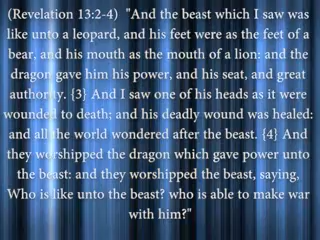 (Revelation 13:2-4)  "And the beast which I saw was
like unto a leopard, and his feet were as the feet of a
bear, and his mouth as the mouth of a lion: and the
dragon gave him his power, and his seat, and great
authority. {3} And I saw one of his heads as it were
wounded to death; and his deadly wound was healed:
and all the world wondered after the beast. {4} And
they worshipped the dragon which gave power unto
the beast: and they worshipped the beast, saying,
Who is like unto the beast? who is able to make war
with him?"